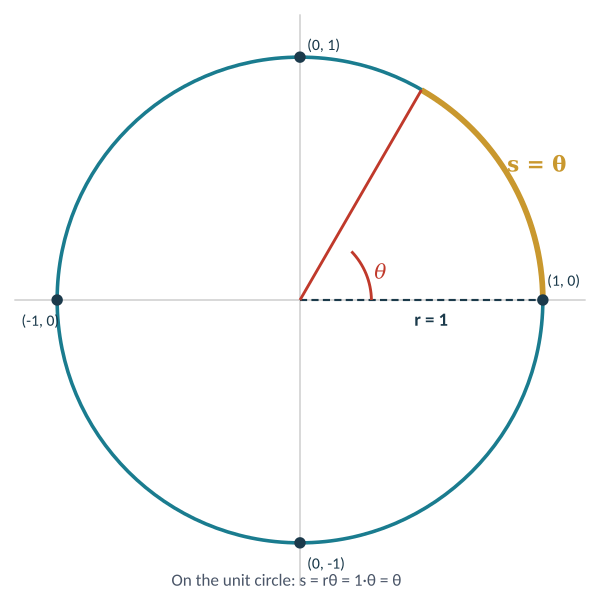 (0, 1)
s = θ
θ
(1, 0)
(-1, 0)
r = 1
(0, -1)
On the unit circle: s = rθ = 1·θ = θ